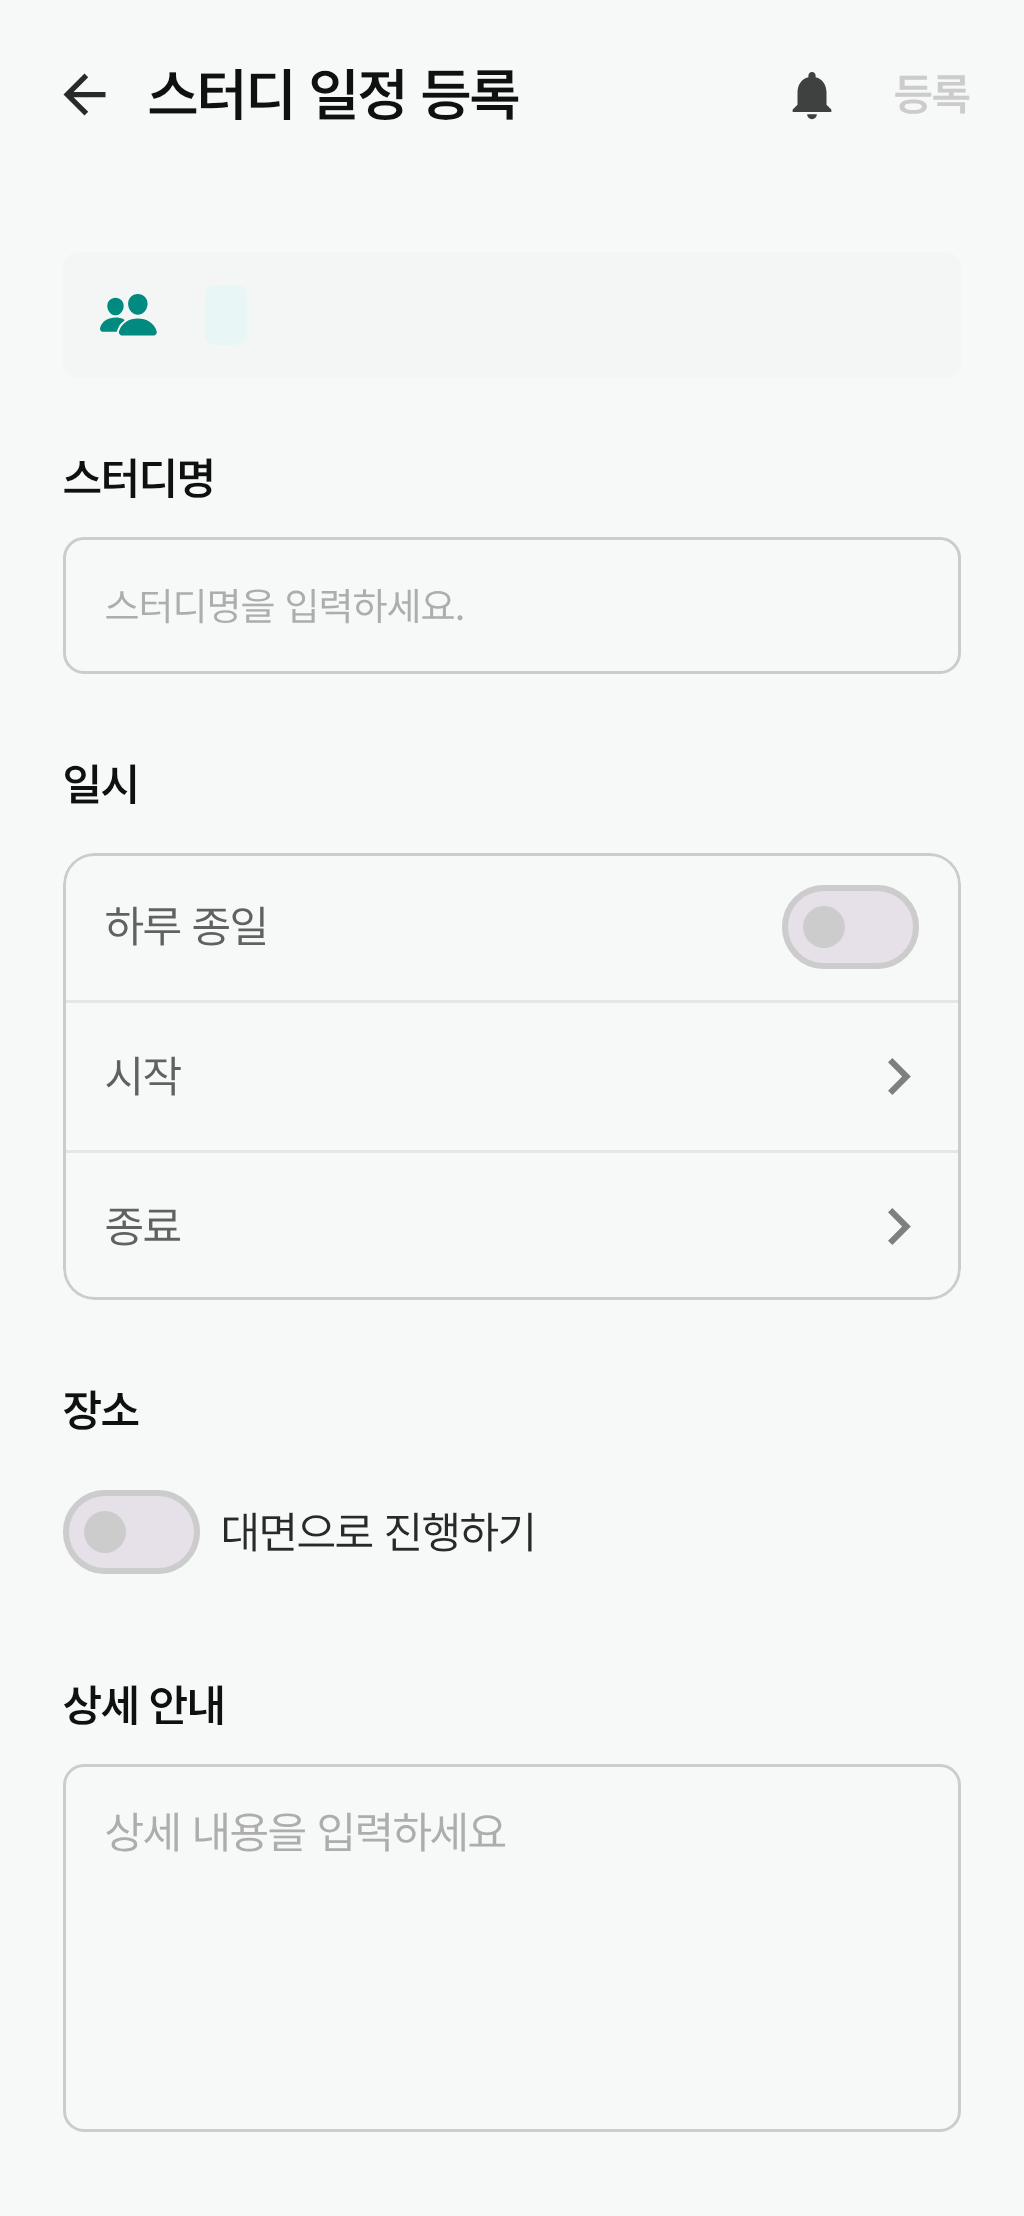 스터디 일정 등록
등록
스터디명
스터디명을 입력하세요.
일시
하루 종일
시작
종료
장소
대면으로 진행하기
상세 안내
상세 내용을 입력하세요